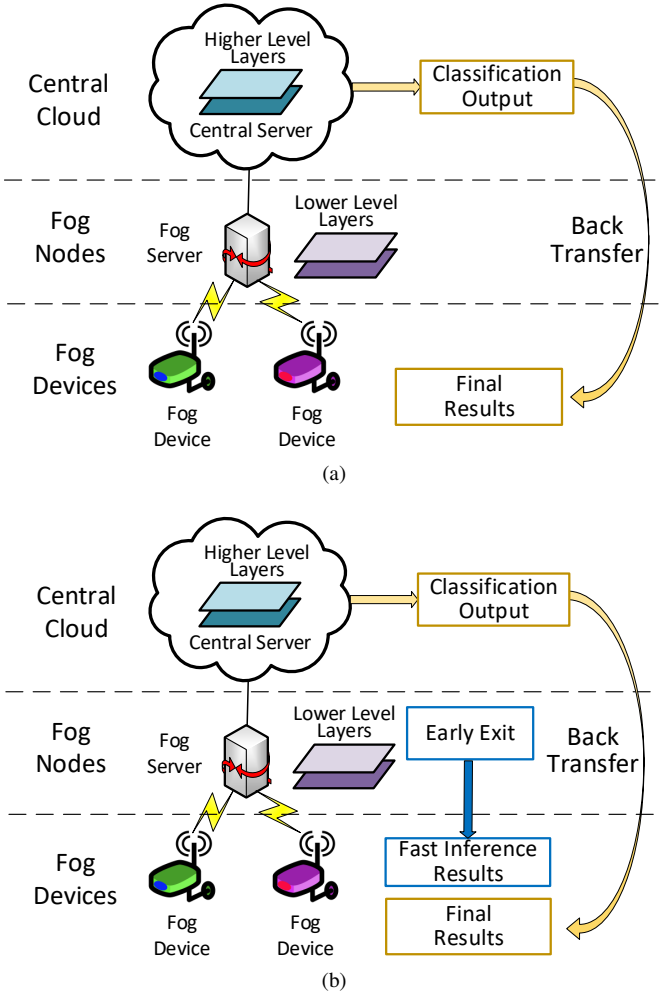 Higher Level
Layers
Central
Cloud
Central Server
Classification
Output
Fog
Nodes
Fog
Server
Lower Level
Layers
Back
Transfer
Fog
Devices
Fog
Device
Fog
Device
Final
Results
(a)
Higher Level
Layers
Central
Cloud
Central Server
Classification
Output
Fog
Nodes
Fog
Server
Lower Level
Layers
Early Exit
Back
Transfer
Fog
Devices
Fog
Device
Fog
Device
Fast Inference
Results
Final
Results
(b)